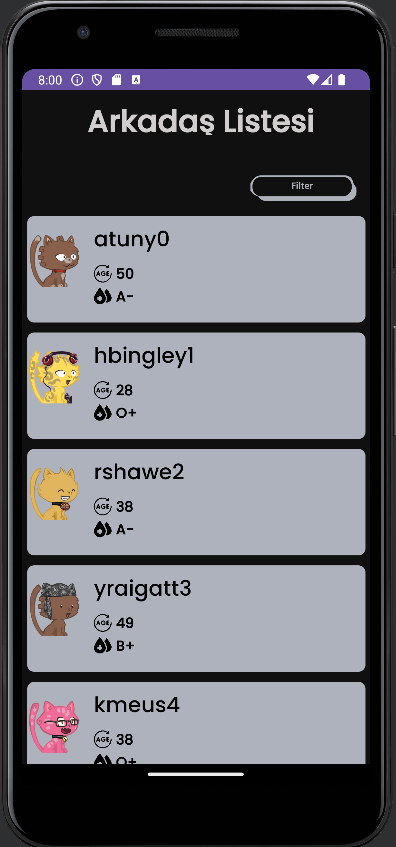 8:00
Arkadaş Listesi
Filter
atuny0
AGE 50
A-
hbingley1
AGE 28
O+
rshawe2
AGE 38
A-
yraigatt3
AGE 49
B+
kmeus4
AGE 38
O+